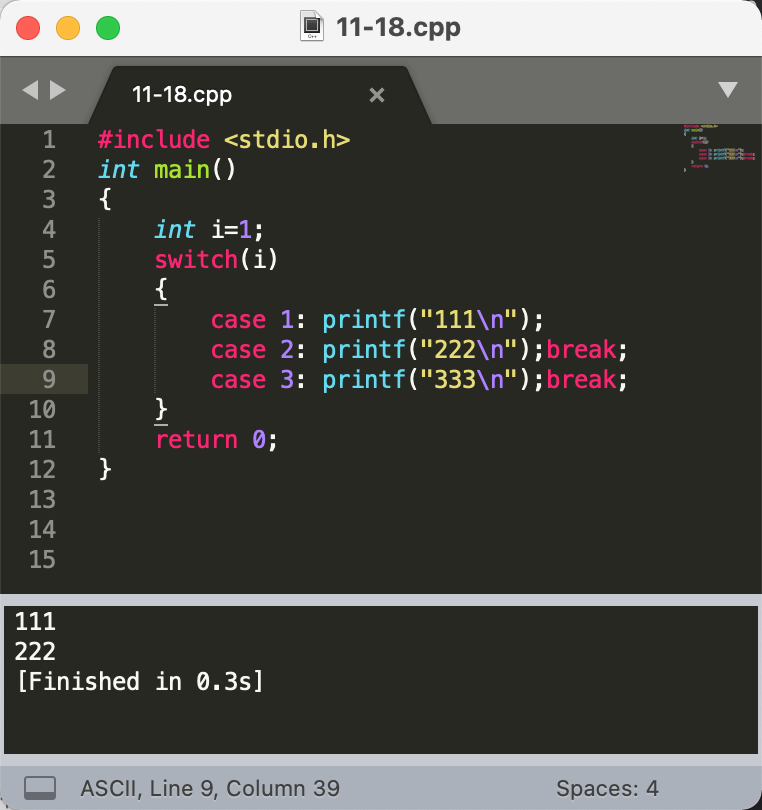 11-18.cpp
11-18.cpp ×
1 #include <stdio.h>
2 int main()
3 {
4     int i=1;
5     switch(i)
6     {
7         case 1: printf("111\n");
8         case 2: printf("222\n");break;
9         case 3: printf("333\n");break;
10     }
11     return 0;
12 }
13
14
15
111
222
[Finished in 0.3s]
ASCII, Line 9, Column 39 Spaces: 4